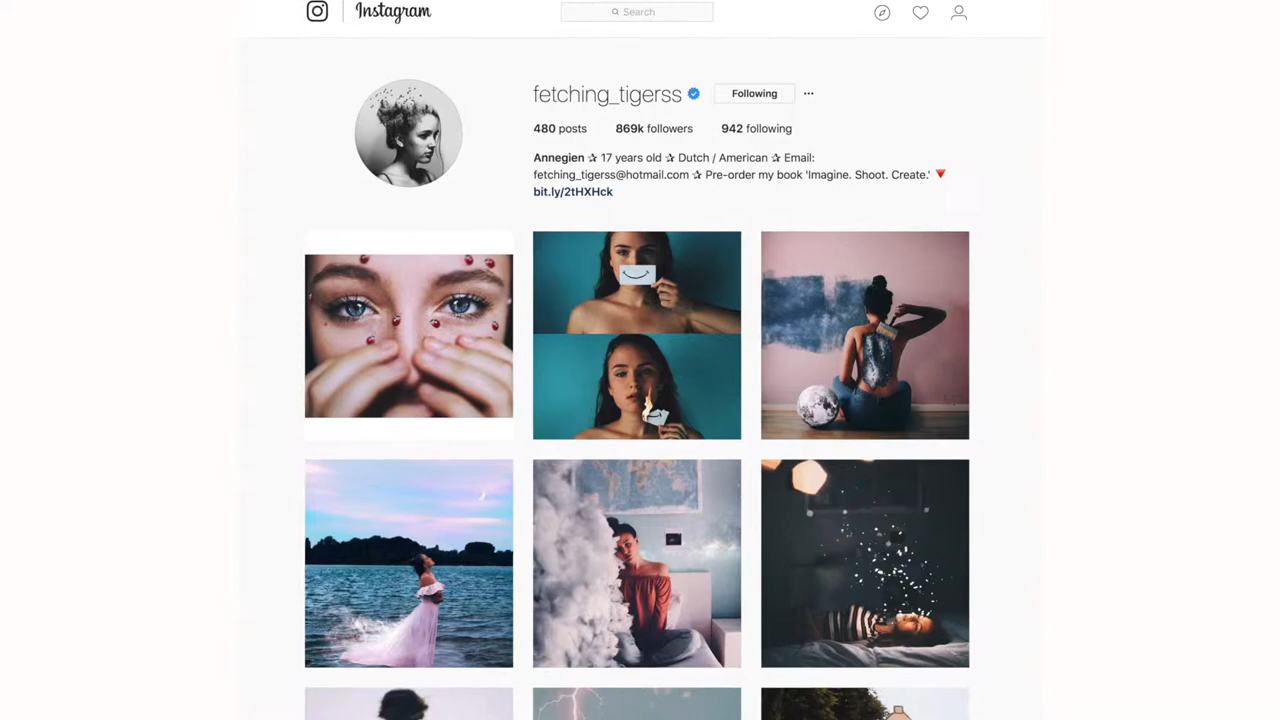 Instagram
Search
fetching_tigerss
Following
480 posts 869k followers 942 following
Annegien ✰ 17 years old ✰ Dutch / American ✰ Email:
fetching_tigerss@hotmail.com ✰ Pre-order my book 'Imagine. Shoot. Create.' 🔻
bit.ly/2tHXHck